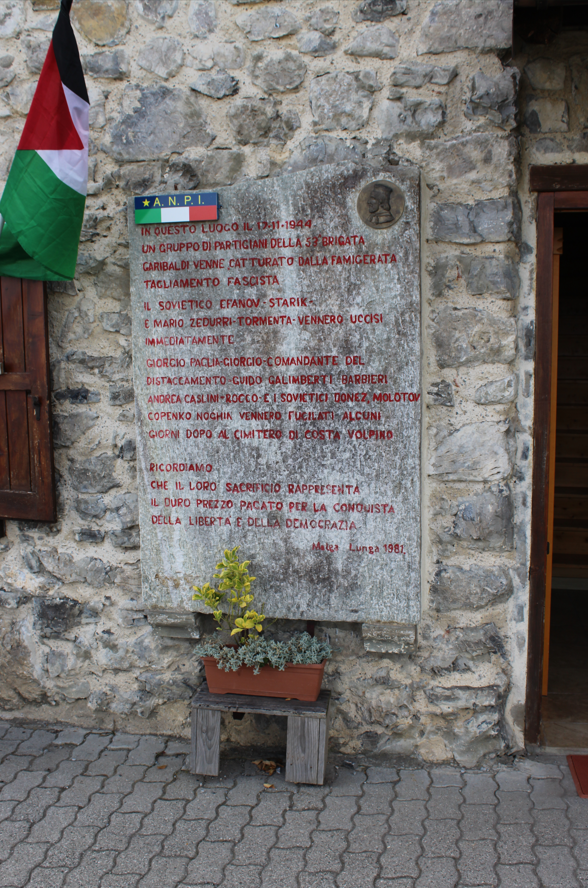 A.N.P.I.
IN QUESTO LUOGO IL 17·11·1944
UN GRUPPO DI PARTIGIANI DELLA 53ª BRIGATA
GARIBALDI VENNE CATTURATO DALLA FAMIGERATA
TAGLIAMENTO FASCISTA
IL SOVIETICO EFANOV·STARIK·
E MARIO ZEDURRI·TORMENTA·VENNERO UCCISI
IMMEDIATAMENTE
GIORGIO PAGLIA·GIORGIO·COMANDANTE DEL
DISTACCAMENTO·GUIDO GALIMBERTI·BARBIERI
ANDREA CASLINI·ROCCO·E I SOVIETICI DONEZ, MOLOTOV
COPENKO NOGHIK VENNERO FUCILATI ALCUNI
GIORNI DOPO AL CIMITERO DI COSTA VOLPINO
RICORDIAMO
CHE IL LORO SACRIFICIO RAPPRESENTA
IL DURO PREZZO PAGATO PER LA CONQUISTA
DELLA LIBERTÀ E DELLA DEMOCRAZIA.
Malga Lunga 1981